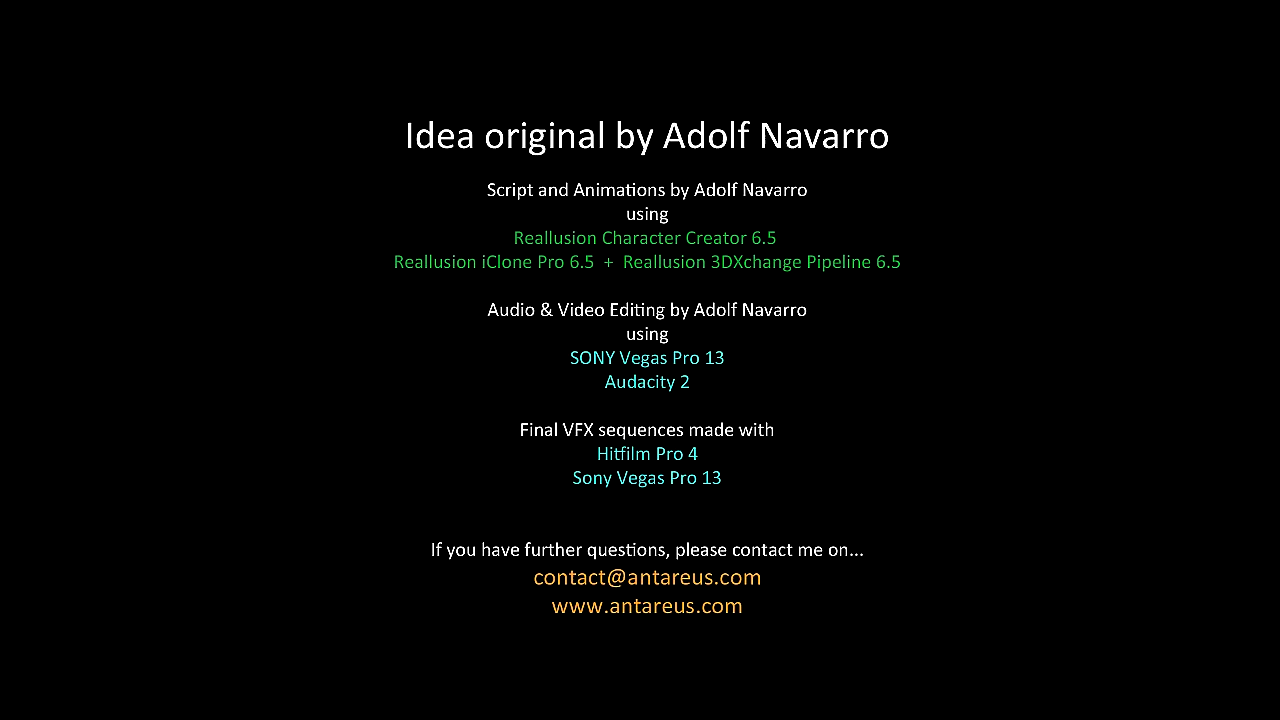 Idea original by Adolf Navarro
Script and Animations by Adolf Navarro
using
Reallusion Character Creator 6.5
Reallusion iClone Pro 6.5 + Reallusion 3DXchange Pipeline 6.5
Audio & Video Editing by Adolf Navarro
using
SONY Vegas Pro 13
Audacity 2
Final VFX sequences made with
Hitfilm Pro 4
Sony Vegas Pro 13
If you have further questions, please contact me on...
contact@antareus.com
www.antareus.com